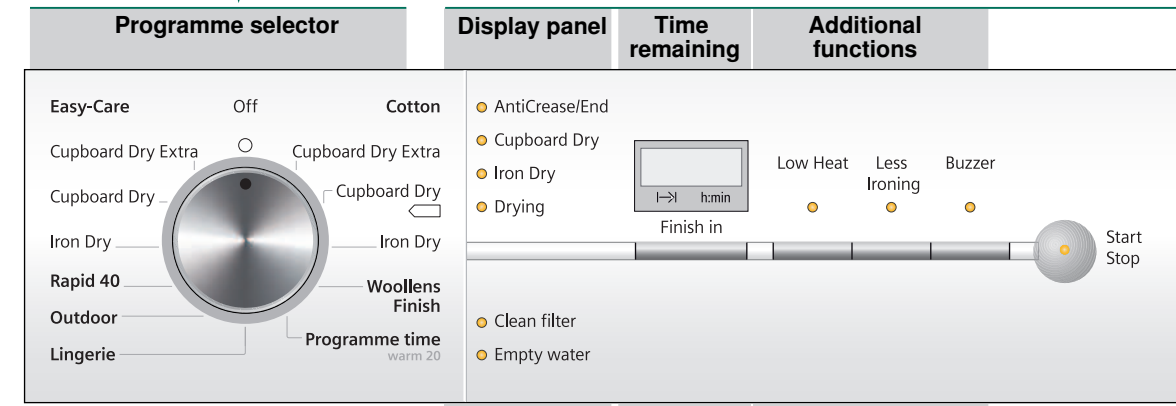 Programme selector
Display panel
Time
remaining
Additional
functions
Easy-Care
Off
Cotton
Cupboard Dry Extra
Cupboard Dry Extra
Cupboard Dry
Cupboard Dry
Iron Dry
Iron Dry
Rapid 40
Woollens
Finish
Outdoor
Programme time
warm 20
Lingerie
AntiCrease/End
Cupboard Dry
Iron Dry
Drying
h:min
Finish in
Low Heat
Less
Ironing
Buzzer
Start
Stop
Clean filter
Empty water